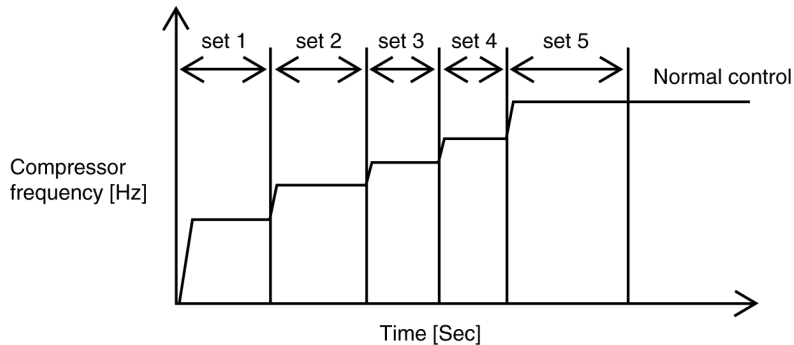 set 1
set 2
set 3
set 4
set 5
Normal control
Compressor
frequency [Hz]
Time [Sec]